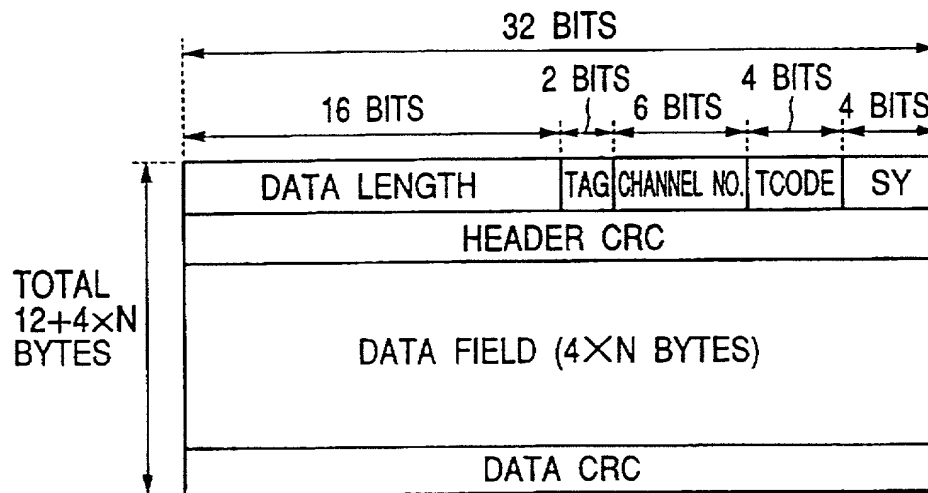 32 BITS
2 BITS 4 BITS
16 BITS 6 BITS 4 BITS
DATA LENGTH TAG CHANNEL NO. TCODE SY
HEADER CRC
TOTAL
12+4×N
BYTES
DATA FIELD (4×N BYTES)
DATA CRC